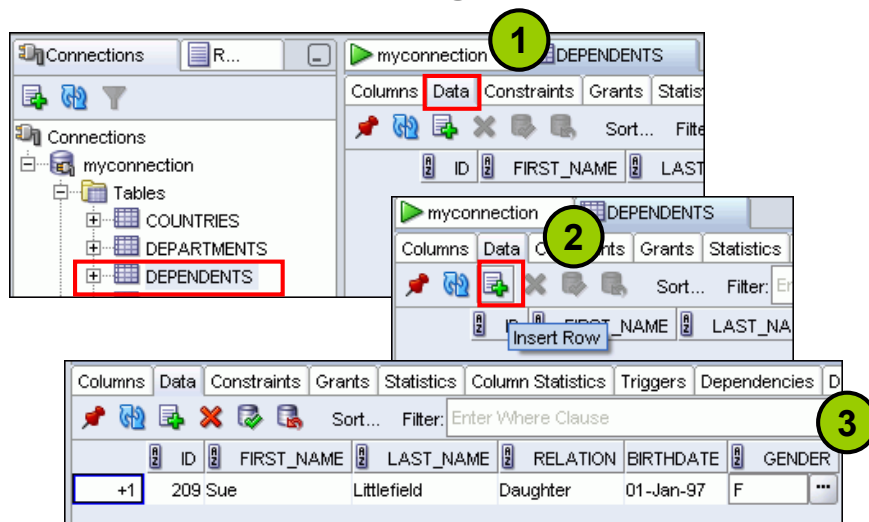 Connections R... myconnection 1 DEPENDENTS
Columns Data Constraints Grants Statis
Sort... Filte
Connections
ID FIRST_NAME LAST
myconnection
Tables
COUNTRIES
DEPARTMENTS
DEPENDENTS
myconnection 2 DEPENDENTS
Columns Data C nts Grants Statistics
Sort... Filter: En
FIRST_NAME LAST_NA
Insert Row
Columns Data Constraints Grants Statistics Column Statistics Triggers Dependencies D
Sort... Filter: Enter Where Clause 3
ID FIRST_NAME LAST_NAME RELATION BIRTHDATE GENDER
+1 209 Sue Littlefield Daughter 01-Jan-97 F ...